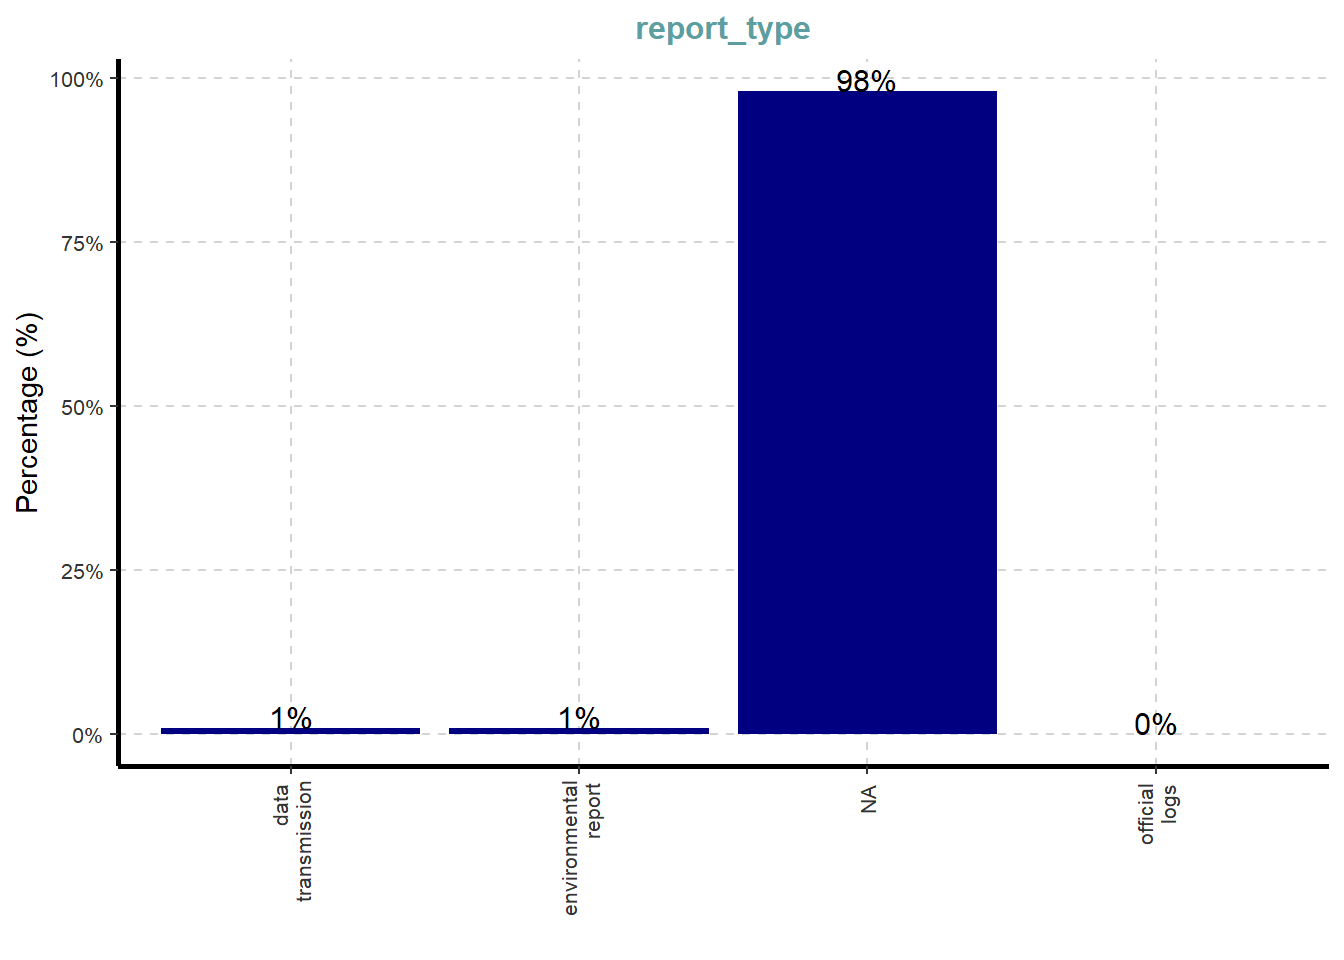 report_type
100%
98%
75%
Percentage (%)
50%
25%
1%
1%
0%
0%
data
transmission
environmental
report
NA
official
logs